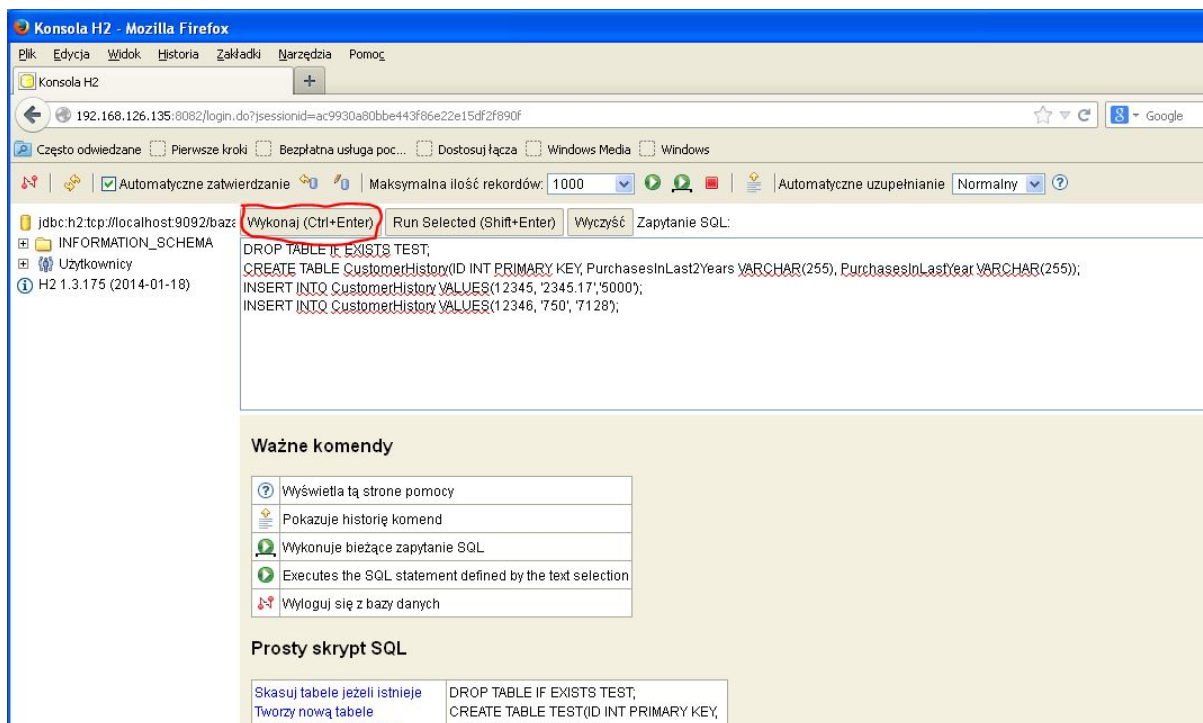 Konsola H2 - Mozilla Firefox
Plik Edycja Widok Historia Zakładki Narzędzia Pomoc
Konsola H2
192.168.126.135:8082/login.do?jsessionid=ac9930a80bbe443f86e22e15df2f890f
Google
Często odwiedzane Pierwsze kroki Bezpłatna usługa poc... Dostosuj łącza Windows Media Windows
Automatyczne zatwierdzanie Maksymalna ilość rekordów: 1000 Automatyczne uzupełnianie Normalny
jdbc:h2:tcp://localhost:9092/baza
Wykonaj (Ctrl+Enter) Run Selected (Shift+Enter) Wyczyść Zapytanie SQL:
INFORMATION_SCHEMA
Użytkownicy
H2 1.3.175 (2014-01-18)
DROP TABLE IF EXISTS TEST;
CREATE TABLE CustomerHistory(ID INT PRIMARY KEY, PurchasesInLast2Years VARCHAR(255), PurchasesInLastYear VARCHAR(255));
INSERT INTO CustomerHistory VALUES(12345, '2345.17','5000');
INSERT INTO CustomerHistory VALUES(12346, '750', '7128');
Ważne komendy
Wyświetla tą strone pomocy
Pokazuje historię komend
Wykonuje bieżące zapytanie SQL
Executes the SQL statement defined by the text selection
Wyloguj się z bazy danych
Prosty skrypt SQL
Skasuj tabele jeżeli istnieje
DROP TABLE IF EXISTS TEST;
Tworzy nową tabele
CREATE TABLE TEST(ID INT PRIMARY KEY,